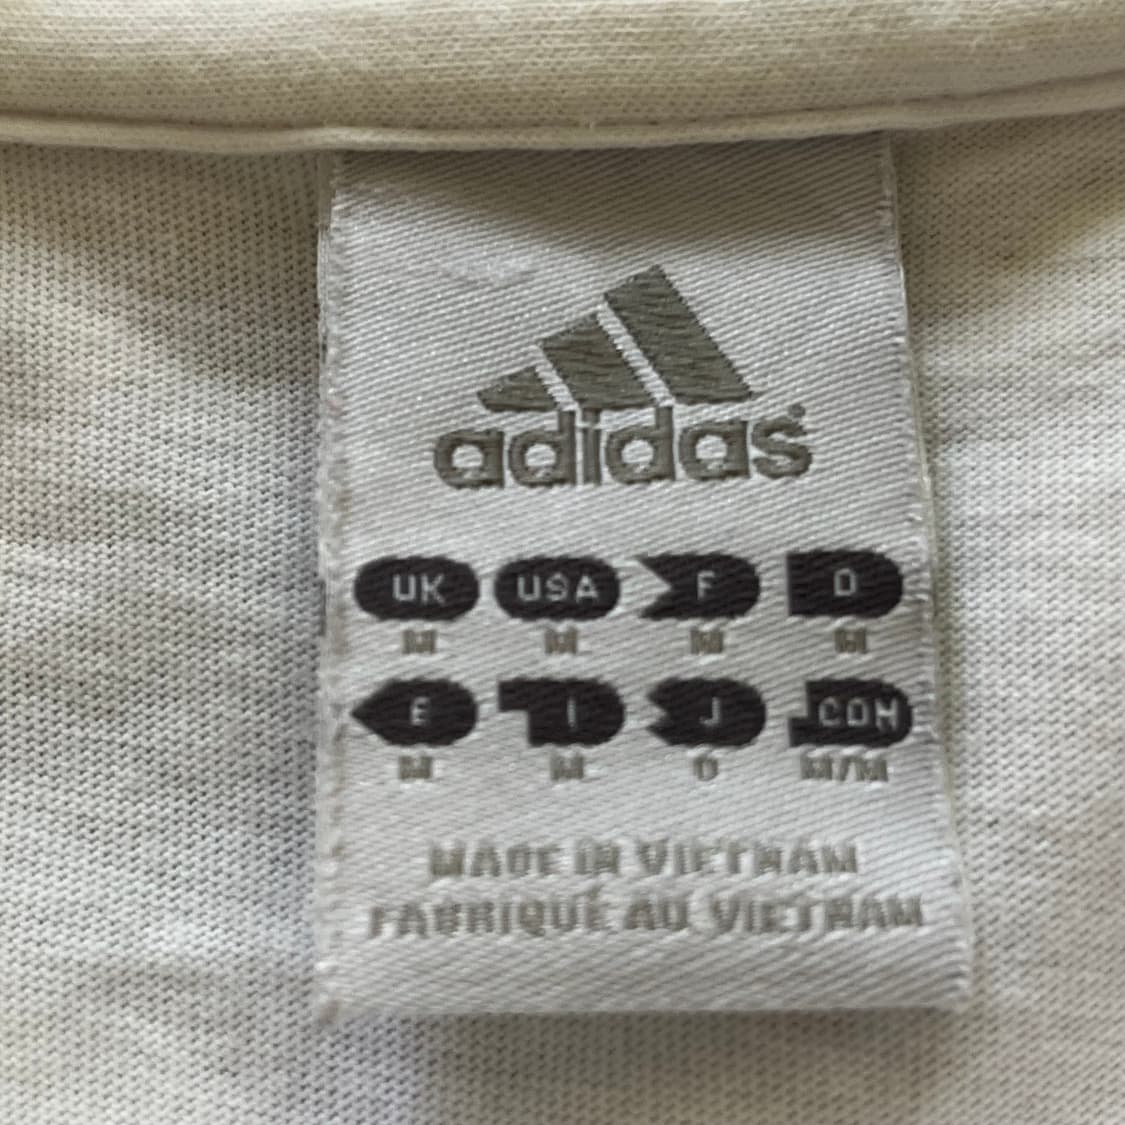 adidas®
UK USA F D
M M M M
E I J .COM
M M O M/M
MADE IN VIETNAM
FABRIQUÉ AU VIETNAM